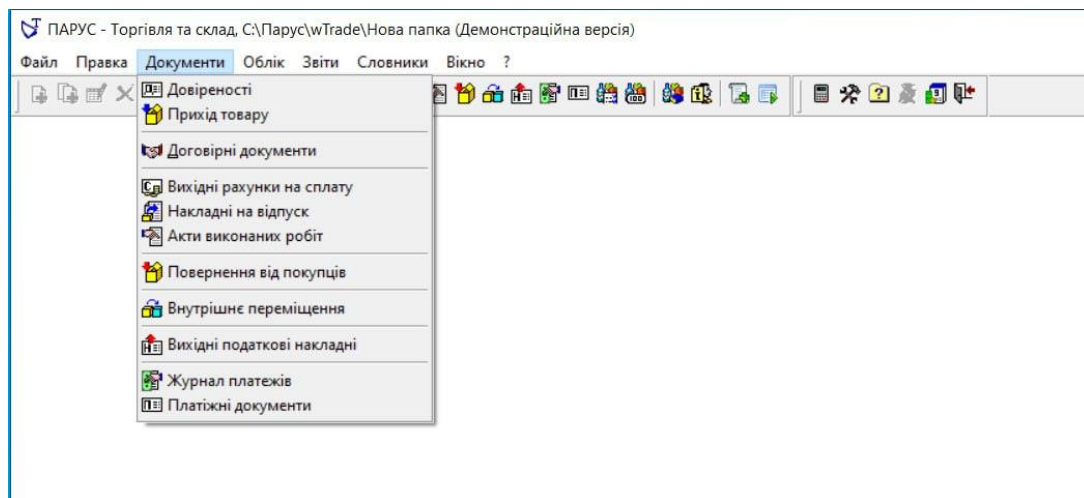 ПАРУС - Торгівля та склад, C:\Парус\wTrade\Нова папка (Демонстраційна версія)
Файл Правка Документи Облік Звіти Словники Вікно ?
Довіреності
Прихід товару
Договірні документи
Вихідні рахунки на сплату
Накладні на відпуск
Акти виконаних робіт
Повернення від покупців
Внутрішнє переміщення
Вихідні податкові накладні
Журнал платежів
Платіжні документи